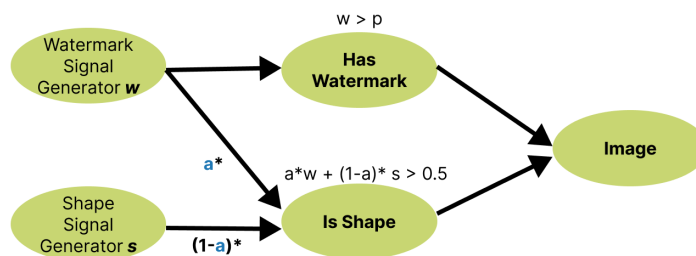 Watermark
Signal
Generator w
w > p
Has
Watermark
a*
a*w + (1-a)* s > 0.5
Image
Shape
Signal
Generator s
(1-a)*
Is Shape